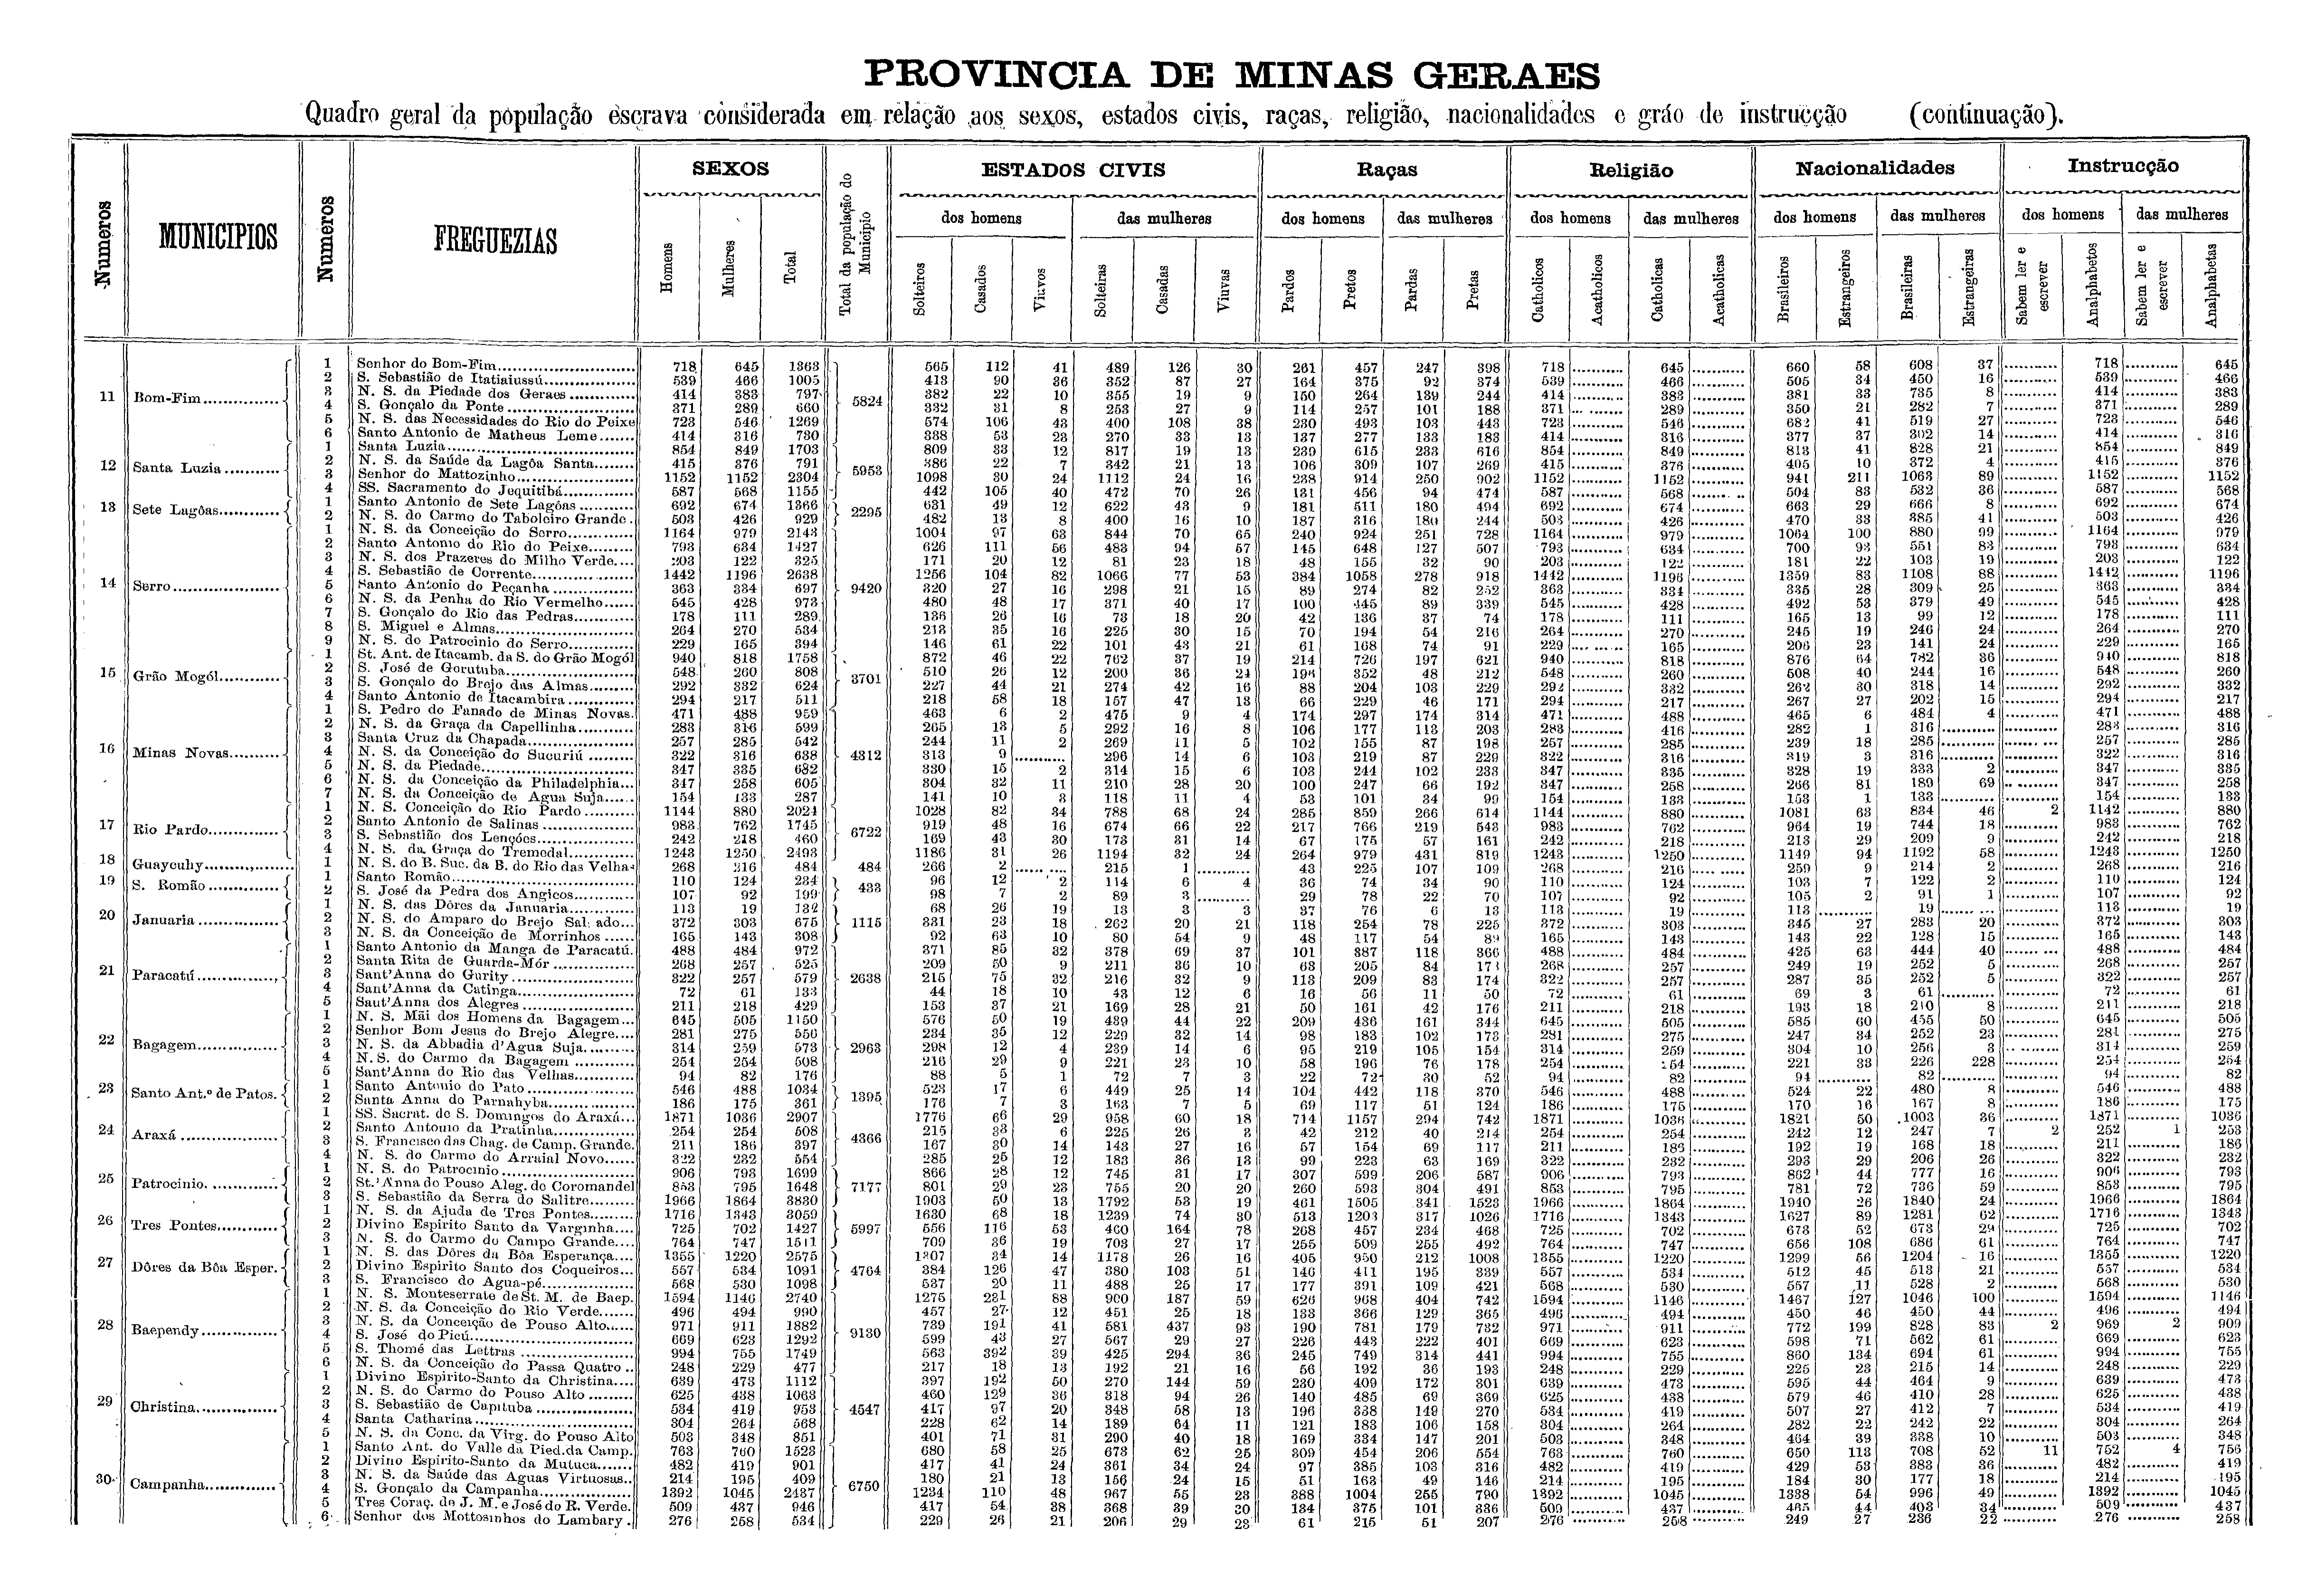 PROVINCIA DE MINAS GERAES
Quadro geral da população escrava considerada em relação aos sexos, estados civis, raças, religião, nacionalidades e gráo de instrucção (continuação).
Numeros MUNICIPIOS Numeros FREGUEZIAS SEXOS Total da população do Municipio ESTADOS CIVIS Raças Religião Nacionalidades Instrucção
dos homens das mulheres dos homens das mulheres dos homens das mulheres dos homens das mulheres dos homens das mulheres
Homens Mulheres Total Solteiros Casados Viuvos Solteiras Casadas Viuvas Pardos Pretos Pardas Pretas Catholicos Acatholicos Catholicas Acatholicas Brasileiros Estrangeiros Brasileiras Estrangeiras Sabem ler e escrever Analphabetos Sabem ler e escrever Analphabetas
11 Bom-Fim 5824
1 Senhor do Bom-Fim 718 645 1363 565 112 41 489 126 30 261 457 247 398 718 645 660 58 608 37 718 645
2 S. Sebastião de Itatiaiussú 539 466 1005 413 90 36 352 87 27 164 375 92 374 539 466 505 34 450 16 539 466
3 N. S. da Piedade dos Geraes 414 383 797 382 22 10 355 19 9 150 264 139 244 414 383 381 33 735 8 414 383
4 S. Gonçalo da Ponte 371 289 660 332 31 8 253 27 9 114 257 101 188 371 289 350 21 282 7 371 289
5 N. S. das Necessidades do Rio do Peixe 723 546 1269 574 106 43 400 108 38 230 493 103 443 723 546 682 41 519 27 723 546
6 Santo Antonio de Matheus Leme 414 316 730 338 53 23 270 33 13 137 277 133 183 414 316 377 37 302 14 414 316
12 Santa Luzia 5953
1 Santa Luzia 854 849 1703 809 33 12 817 19 13 239 615 233 616 854 849 813 41 828 21 854 849
2 N. S. da Saúde da Lagôa Santa 415 376 791 386 22 7 342 21 13 106 309 107 269 415 376 405 10 372 4 415 376
3 Senhor do Mattozinho 1152 1152 2304 1098 30 24 1112 24 16 238 914 250 902 1152 1152 941 211 1063 89 1152 1152
4 SS. Sacramento do Jequitibá 587 568 1155 442 105 40 472 70 26 131 456 94 474 587 568 504 83 532 36 587 568
13 Sete Lagôas 2295
1 Santo Antonio de Sete Lagôas 692 674 1366 631 49 12 622 43 9 181 511 180 494 692 674 663 29 666 8 692 674
2 N. S. do Carmo do Taboleiro Grande 503 426 929 482 13 8 400 16 10 187 316 180 244 503 426 470 33 385 41 503 426
14 Serro 9420
1 N. S. da Conceição do Serro 1164 979 2143 1004 97 63 844 70 65 240 924 251 728 1164 979 1064 100 880 99 1164 979
2 Santo Antonio do Rio do Peixe 793 634 1427 626 111 56 483 94 57 145 648 127 507 793 634 700 93 551 83 793 634
3 N. S. dos Prazeres do Milho Verde 203 122 325 171 20 12 81 23 18 48 155 32 90 203 122 181 22 103 19 203 122
4 S. Sebastião de Corrente 1442 1196 2638 1256 104 82 1066 77 53 384 1058 278 918 1442 1196 1359 83 1108 88 1442 1196
5 Santo Antonio do Peçanha 363 334 697 320 27 16 298 21 15 89 274 82 252 363 334 335 28 309 25 363 334
6 N. S. da Penha do Rio Vermelho 545 428 973 480 48 17 371 40 17 100 445 89 339 545 428 492 53 379 49 545 428
7 S. Gonçalo do Rio das Pedras 178 111 289 136 26 16 73 18 20 42 136 37 74 178 111 165 13 99 12 178 111
8 S. Miguel e Almas 264 270 534 213 35 16 225 30 15 70 194 54 216 264 270 245 19 246 24 264 270
9 N. S. do Patrocinio do Serro 229 165 394 146 61 22 101 43 21 61 168 74 91 229 165 206 23 141 24 229 165
15 Grão Mogól 3701
1 St. Ant. de Itacamb. da S. do Grão Mogól 940 818 1758 872 46 22 762 37 19 214 726 197 621 940 818 876 64 782 36 940 818
2 S. José de Gorutuba 548 260 808 510 26 12 200 36 24 196 352 48 212 548 260 508 40 244 16 548 260
3 S. Gonçalo do Brejo das Almas 292 332 624 227 44 21 274 42 16 88 204 103 229 292 332 262 30 318 14 292 332
4 Santo Antonio de Itacambira 294 217 511 218 58 18 157 47 13 66 229 46 171 294 217 267 27 202 15 294 217
16 Minas Novas 4312
1 S. Pedro do Fanado de Minas Novas 471 488 959 463 6 2 475 9 4 174 297 174 314 471 488 465 6 484 4 471 488
2 N. S. da Graça da Capellinha 283 316 599 265 13 5 292 16 8 106 177 113 203 283 416 282 1 316 283 316
3 Santa Cruz da Chapada 257 285 542 244 11 2 269 11 5 102 155 87 198 257 285 239 18 285 257 285
4 N. S. da Conceição do Sucuriú 322 316 638 313 9 296 14 6 103 219 87 229 322 316 319 3 316 322 316
5 N. S. da Piedade 347 335 682 330 15 2 314 15 6 103 244 102 233 347 335 328 19 333 2 347 335
6 N. S. da Conceição da Philadelphia 347 258 605 304 32 11 210 28 20 100 247 66 192 347 258 266 81 189 69 347 258
7 N. S. da Conceição de Agua Suja 154 133 287 141 10 3 118 11 4 53 101 34 99 154 133 153 1 133 154 133
17 Rio Pardo 6722
1 N. S. Conceição do Rio Pardo 1144 880 2024 1028 82 34 788 68 24 285 859 266 614 1144 880 1081 63 834 46 2 1142 880
2 Santo Antonio de Salinas 983 762 1745 919 48 16 674 66 22 217 766 219 543 983 762 964 19 744 18 983 762
3 S. Sebastião dos Lençóes 242 218 460 169 43 30 173 31 14 67 175 57 161 242 218 213 29 209 9 242 218
4 N. S. da Graça do Tremedal 1243 1250 2493 1186 31 26 1194 32 24 264 979 431 819 1243 1250 1149 94 1192 58 1243 1250
18 Guaycuhy 484
1 N. S. do B. Suc. da B. do Rio das Velhas 268 216 484 266 2 215 1 43 225 107 109 268 216 259 9 214 2 268 216
19 S. Romão 433
1 Santo Romão 110 124 234 96 12 2 114 6 4 36 74 34 90 110 124 103 7 122 2 110 124
2 S. José da Pedra dos Angicos 107 92 199 98 7 2 89 3 29 78 22 70 107 92 105 2 91 1 107 92
20 Januaria 1115
1 N. S. das Dôres da Januaria 113 19 132 68 26 19 13 3 3 37 76 6 13 113 19 113 19 113 19
2 N. S. do Amparo do Brejo Salgado 372 303 675 331 23 18 262 20 21 118 254 78 225 372 303 345 27 283 20 372 303
3 N. S. da Conceição de Morrinhos 165 143 308 92 63 10 80 54 9 48 117 54 89 165 143 143 22 128 15 165 143
21 Paracatú 2638
1 Santo Antonio da Manga de Paracatú 488 484 972 371 85 32 378 69 37 101 387 118 366 488 484 425 63 444 40 488 484
2 Santa Rita de Guarda-Mór 268 257 525 209 50 9 211 36 10 63 205 84 173 268 257 249 19 252 5 268 257
3 Sant'Anna do Gurity 322 257 579 215 75 32 216 32 9 113 209 83 174 322 257 287 35 252 5 322 257
4 Sant'Anna da Catinga 72 61 133 44 18 10 43 12 6 16 56 11 50 72 61 69 3 61 72 61
5 Sant'Anna dos Alegres 211 218 429 153 37 21 169 28 21 50 161 42 176 211 218 193 18 210 8 211 218
22 Bagagem 2963
1 N. S. Mãi dos Homens da Bagagem 645 505 1150 576 50 19 439 44 22 209 436 161 344 645 505 585 60 455 50 645 505
2 Senhor Bom Jesus do Brejo Alegre 281 275 556 234 35 12 229 32 14 98 183 102 173 281 275 247 34 252 23 281 275
3 N. S. da Abbadia d'Agua Suja 314 259 573 298 12 4 239 14 6 95 219 105 154 314 259 304 10 256 3 314 259
4 N. S. do Carmo da Bagagem 254 254 508 216 29 9 221 23 10 58 196 76 178 254 254 221 33 226 228 254 254
5 Sant'Anna do Rio das Velhas 94 82 176 88 5 1 72 7 3 22 72 30 52 94 82 94 82 94 82
23 Santo Ant.º de Patos. 1395
1 Santo Antonio do Pato 546 488 1034 523 17 6 449 25 14 104 442 118 370 546 488 524 22 480 8 546 488
2 Santa Anna do Parnahyba 186 175 361 176 7 3 163 7 5 69 117 51 124 186 175 170 16 167 8 186 175
24 Araxá 4366
1 SS. Sacrat. de S. Domingos do Araxá 1871 1036 2907 1776 66 29 958 60 18 714 1157 294 742 1871 1036 1821 50 1003 36 1871 1036
2 Santo Antonio da Pratinha 254 254 508 215 33 6 225 26 3 42 212 40 214 254 254 242 12 247 7 2 252 1 253
3 S. Francisco das Chag. de Camp. Grande 211 186 397 167 30 14 143 27 16 57 154 69 117 211 186 192 19 168 18 211 186
4 N. S. do Carmo do Arraial Novo 322 232 554 285 25 12 183 36 13 99 223 63 169 322 232 293 29 206 26 322 232
25 Patrocinio 7177
1 N. S. do Patrocinio 906 793 1699 866 28 12 745 31 17 307 599 206 587 906 793 862 44 777 16 906 793
2 St.'Anna do Pouso Aleg. do Coromandel 853 795 1648 801 29 23 755 20 20 260 593 304 491 853 795 781 72 736 59 853 795
3 S. Sebastião da Serra do Salitre 1966 1864 3830 1903 50 13 1792 53 19 461 1505 341 1523 1966 1864 1940 26 1840 24 1966 1864
26 Tres Pontes 5997
1 N. S. da Ajuda de Tres Pontes 1716 1343 3059 1630 68 18 1239 74 30 513 1203 317 1026 1716 1343 1627 89 1281 62 1716 1343
2 Divino Espirito Santo da Varginha 725 702 1427 556 116 53 460 164 78 268 457 234 468 725 702 673 52 673 29 725 702
3 N. S. do Carmo do Campo Grande 764 747 1511 709 36 19 703 27 17 255 509 255 492 764 747 656 108 686 61 764 747
27 Dôres da Bôa Esper. 4764
1 N. S. das Dôres da Bôa Esperança 1355 1220 2575 1307 34 14 1178 26 16 405 950 212 1008 1355 1220 1299 56 1204 16 1355 1220
2 Divino Espirito Santo dos Coqueiros 557 534 1091 384 126 47 380 103 51 146 411 195 339 557 534 512 45 513 21 557 534
3 S. Francisco do Agua-pé 568 530 1098 537 20 11 488 25 17 177 391 109 421 568 530 557 11 528 2 568 530
28 Baependy 9130
1 N. S. Monteserrate de St. M. de Baep. 1594 1146 2740 1275 231 88 900 187 59 626 968 404 742 1594 1146 1467 127 1046 100 1594 1146
2 N. S. da Conceição do Rio Verde 496 494 990 457 27 12 451 25 18 133 366 129 365 496 494 450 46 450 44 496 494
3 N. S. da Conceição de Pouso Alto 971 911 1882 739 191 41 581 437 93 190 781 179 732 971 911 772 199 828 83 2 969 2 909
4 S. José do Picú 669 623 1292 599 43 27 567 29 27 226 443 222 401 669 623 598 71 562 61 669 623
5 S. Thomé das Lettras 994 755 1749 563 392 39 425 294 36 245 749 314 441 994 755 860 134 694 61 994 755
6 N. S. da Conceição do Passa Quatro 248 229 477 217 18 13 192 21 16 56 192 36 193 248 229 225 23 215 14 248 229
29 Christina 4547
1 Divino Espirito-Santo da Christina 639 473 1112 397 192 50 270 144 59 230 409 172 301 639 473 595 44 464 9 639 473
2 N. S. do Carmo do Pouso Alto 625 438 1063 460 129 36 318 94 26 140 485 69 369 625 438 579 46 410 28 625 438
3 S. Sebastião de Capituba 534 419 953 417 97 20 348 58 13 196 338 149 270 534 419 507 27 412 7 534 419
4 Santa Catharina 304 264 568 228 62 14 189 64 11 121 183 106 158 304 264 282 22 242 22 304 264
5 N. S. da Conc. da Virg. do Pouso Alto 503 348 851 401 71 31 290 40 18 169 334 147 201 503 348 464 39 338 10 503 348
30 Campanha 6750
1 Santo Ant. do Valle da Pied. da Camp. 763 760 1523 680 58 25 673 62 25 309 454 206 554 763 760 650 113 708 52 11 752 4 756
2 Divino Espirito-Santo da Mutuca 482 419 901 417 41 24 361 34 24 97 385 103 316 482 419 429 53 383 36 482 419
3 N. S. da Saúde das Aguas Virtuosas 214 195 409 180 21 13 156 24 15 51 163 49 146 214 195 184 30 177 18 214 195
4 S. Gonçalo da Campanha 1392 1045 2437 1234 110 48 967 55 23 388 1004 255 790 1392 1045 1338 54 996 49 1392 1045
5 Tres Coraç. de J. M. e José do R. Verde 509 437 946 417 54 38 368 39 30 134 375 101 336 509 437 465 44 403 34 509 437
6 Senhor dos Mottosinhos do Lambary 276 258 534 229 26 21 206 29 23 61 215 51 207 276 258 249 27 236 22 276 258